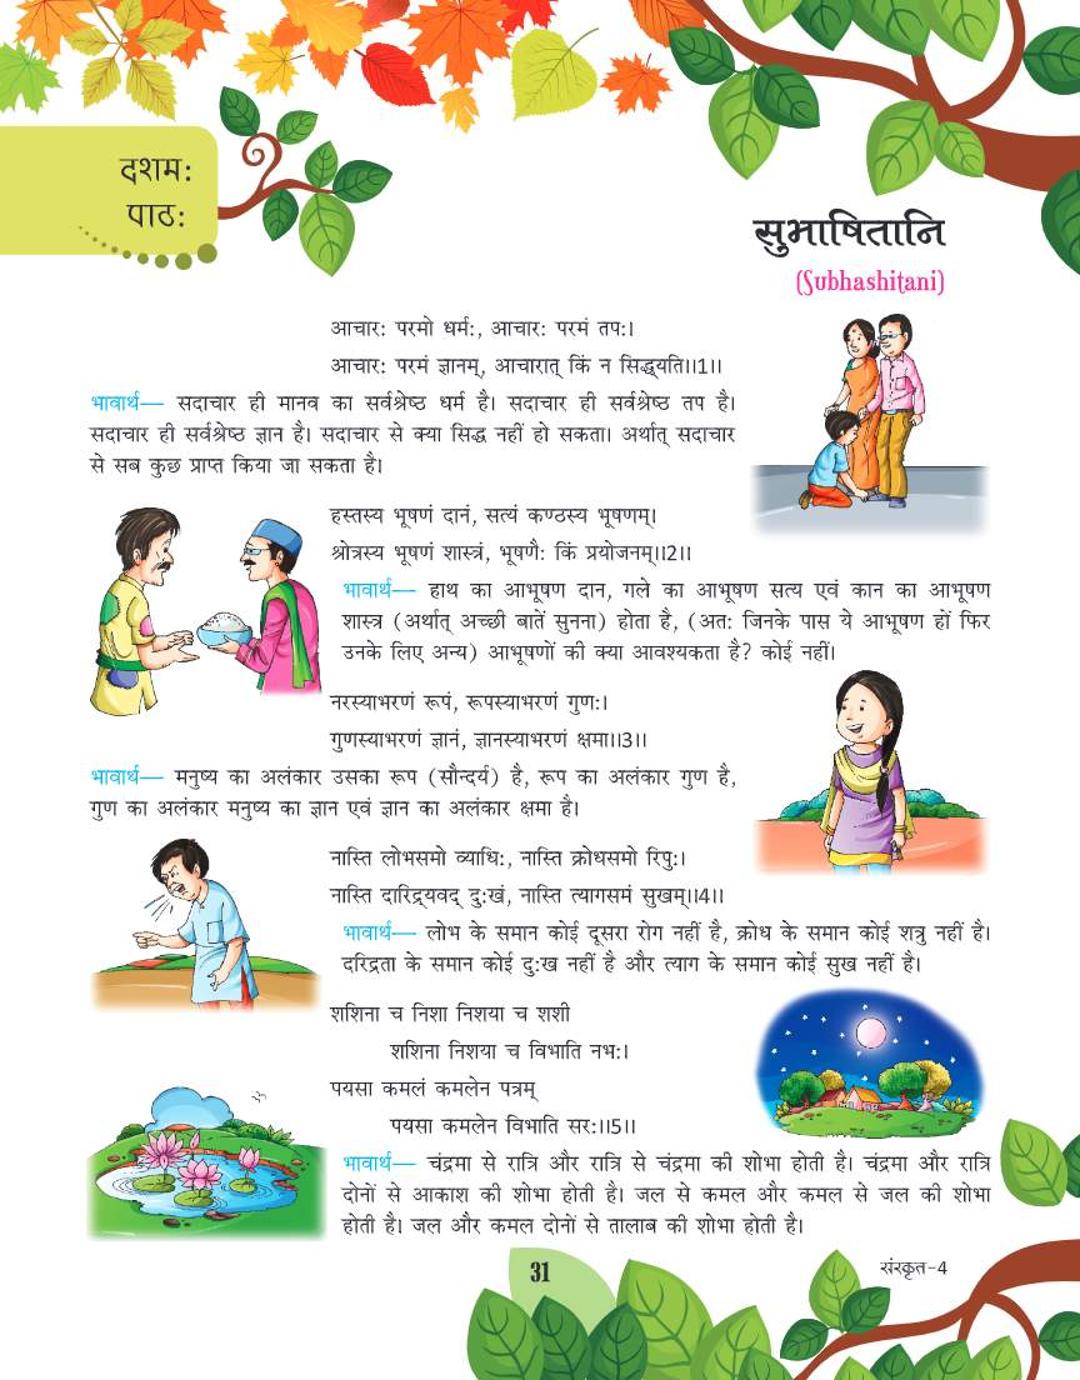 दशमः
पाठः
सुभाषितानि
(Subhashitani)
आचारः परमो धर्मः, आचारः परमं तपः।
आचारः परमं ज्ञानम्, आचारात् किं न सिद्ध्यति।।1।।
भावार्थ— सदाचार ही मानव का सर्वश्रेष्ठ धर्म है। सदाचार ही सर्वश्रेष्ठ तप है।
सदाचार ही सर्वश्रेष्ठ ज्ञान है। सदाचार से क्या सिद्ध नहीं हो सकता। अर्थात् सदाचार
से सब कुछ प्राप्त किया जा सकता है।
हस्तस्य भूषणं दानं, सत्यं कण्ठस्य भूषणम्।
श्रोत्रस्य भूषणं शास्त्रं, भूषणैः किं प्रयोजनम्।।2।।
भावार्थ— हाथ का आभूषण दान, गले का आभूषण सत्य एवं कान का आभूषण
शास्त्र (अर्थात् अच्छी बातें सुनना) होता है, (अतः जिनके पास ये आभूषण हों फिर
उनके लिए अन्य) आभूषणों की क्या आवश्यकता है? कोई नहीं।
नरस्याभरणं रूपं, रूपस्याभरणं गुणः।
गुणस्याभरणं ज्ञानं, ज्ञानस्याभरणं क्षमा।।3।।
भावार्थ— मनुष्य का अलंकार उसका रूप (सौन्दर्य) है, रूप का अलंकार गुण है,
गुण का अलंकार मनुष्य का ज्ञान एवं ज्ञान का अलंकार क्षमा है।
नास्ति लोभसमो व्याधिः, नास्ति क्रोधसमो रिपुः।
नास्ति दारिद्र्यवद् दुःखं, नास्ति त्यागसमं सुखम्।।4।।
भावार्थ— लोभ के समान कोई दूसरा रोग नहीं है, क्रोध के समान कोई शत्रु नहीं है।
दरिद्रता के समान कोई दुःख नहीं है और त्याग के समान कोई सुख नहीं है।
शशिना च निशा निशया च शशी
शशिना निशया च विभाति नभः।
पयसा कमलं कमलेन पत्रम्
पयसा कमलेन विभाति सरः।।5।।
भावार्थ— चंद्रमा से रात्रि और रात्रि से चंद्रमा की शोभा होती है। चंद्रमा और रात्रि
दोनों से आकाश की शोभा होती है। जल से कमल और कमल से जल की शोभा
होती है। जल और कमल दोनों से तालाब की शोभा होती है।
31
संस्कृत-4